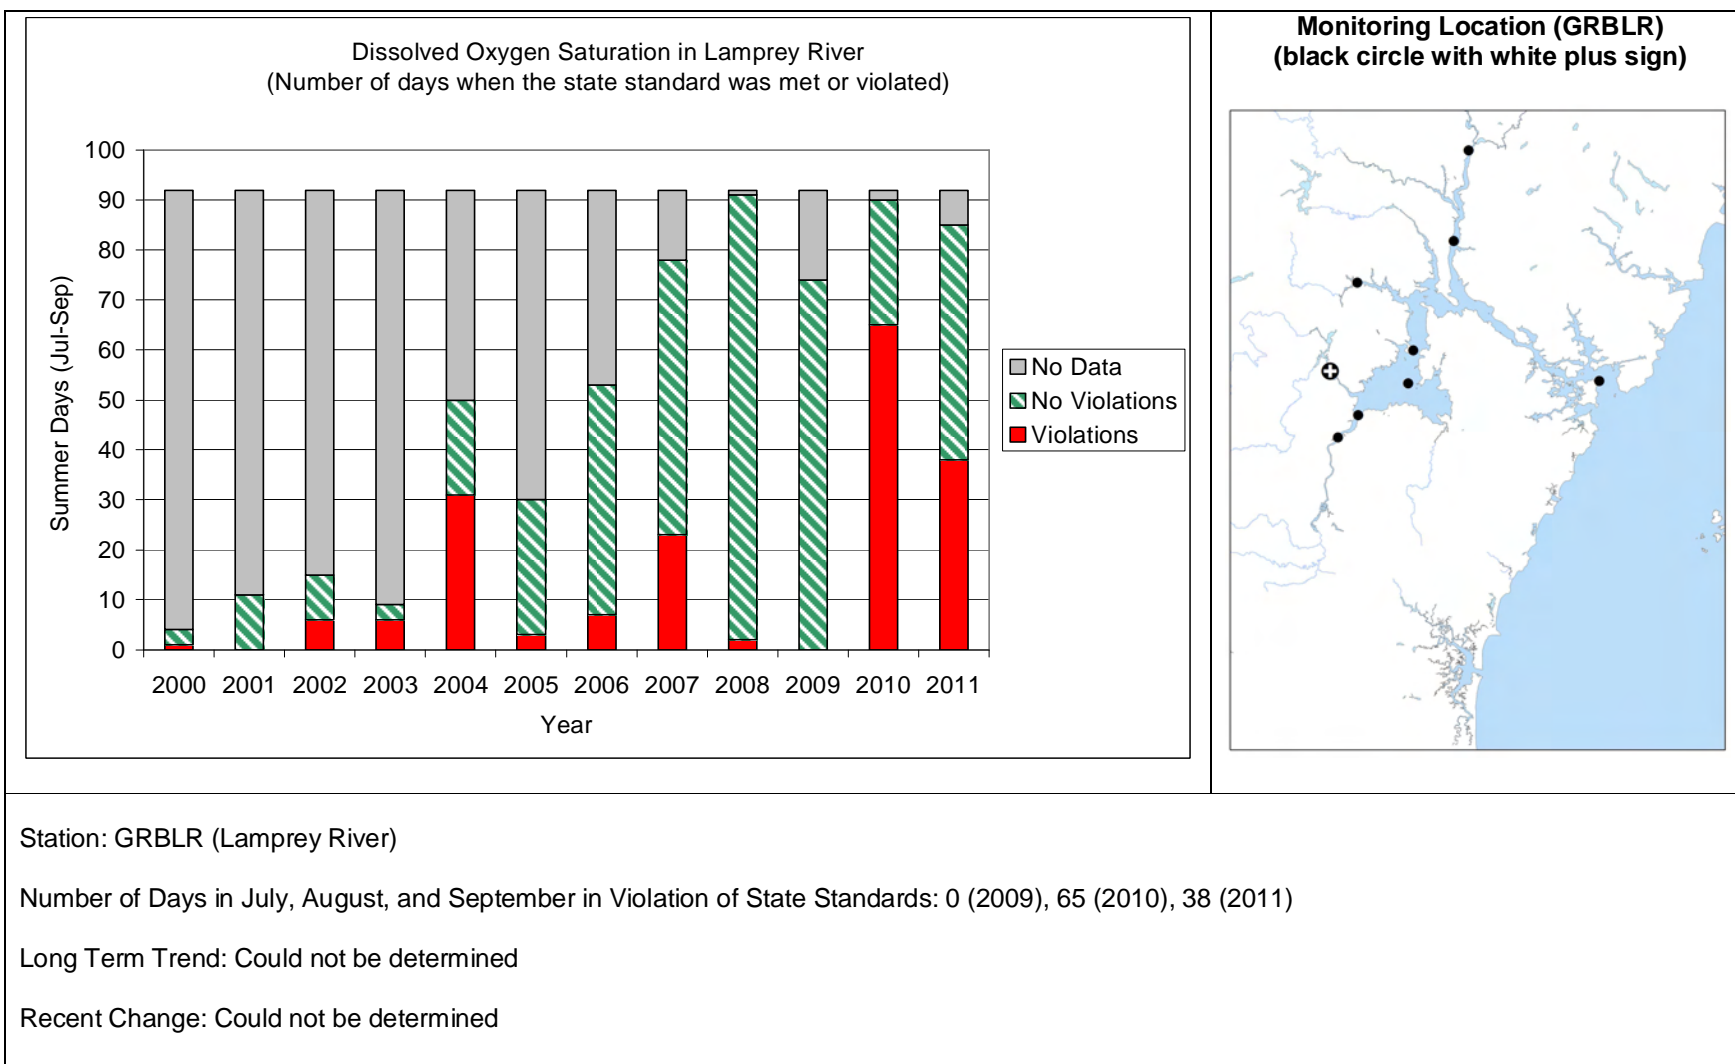 Dissolved Oxygen Saturation in Lamprey River
(Number of days when the state standard was met or violated)
100
90
80
70
60
50
40
30
20
10
0
Summer Days (Jul-Sep)
2000 2001 2002 2003 2004 2005 2006 2007 2008 2009 2010 2011
Year
No Data
No Violations
Violations
Monitoring Location (GRBLR)
(black circle with white plus sign)
Station: GRBLR (Lamprey River)
Number of Days in July, August, and September in Violation of State Standards: 0 (2009), 65 (2010), 38 (2011)
Long Term Trend: Could not be determined
Recent Change: Could not be determined